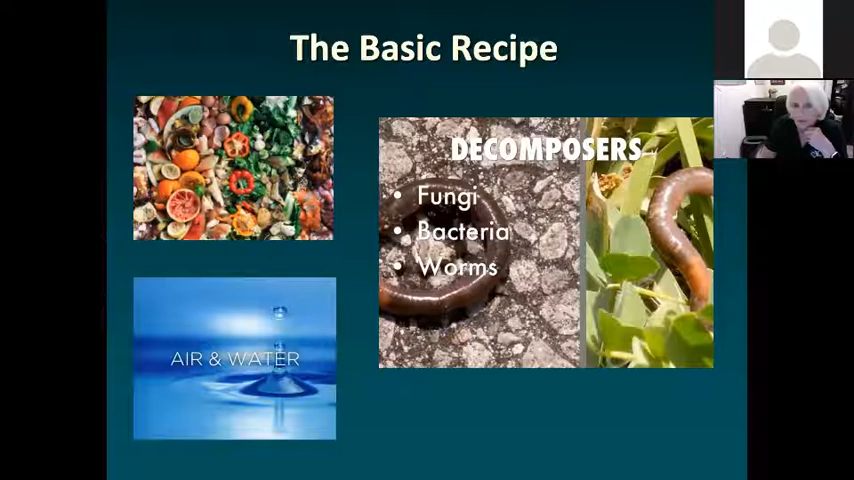 The Basic Recipe
DECOMPOSERS
• Fungi
• Bacteria
• Worms
AIR & WATER